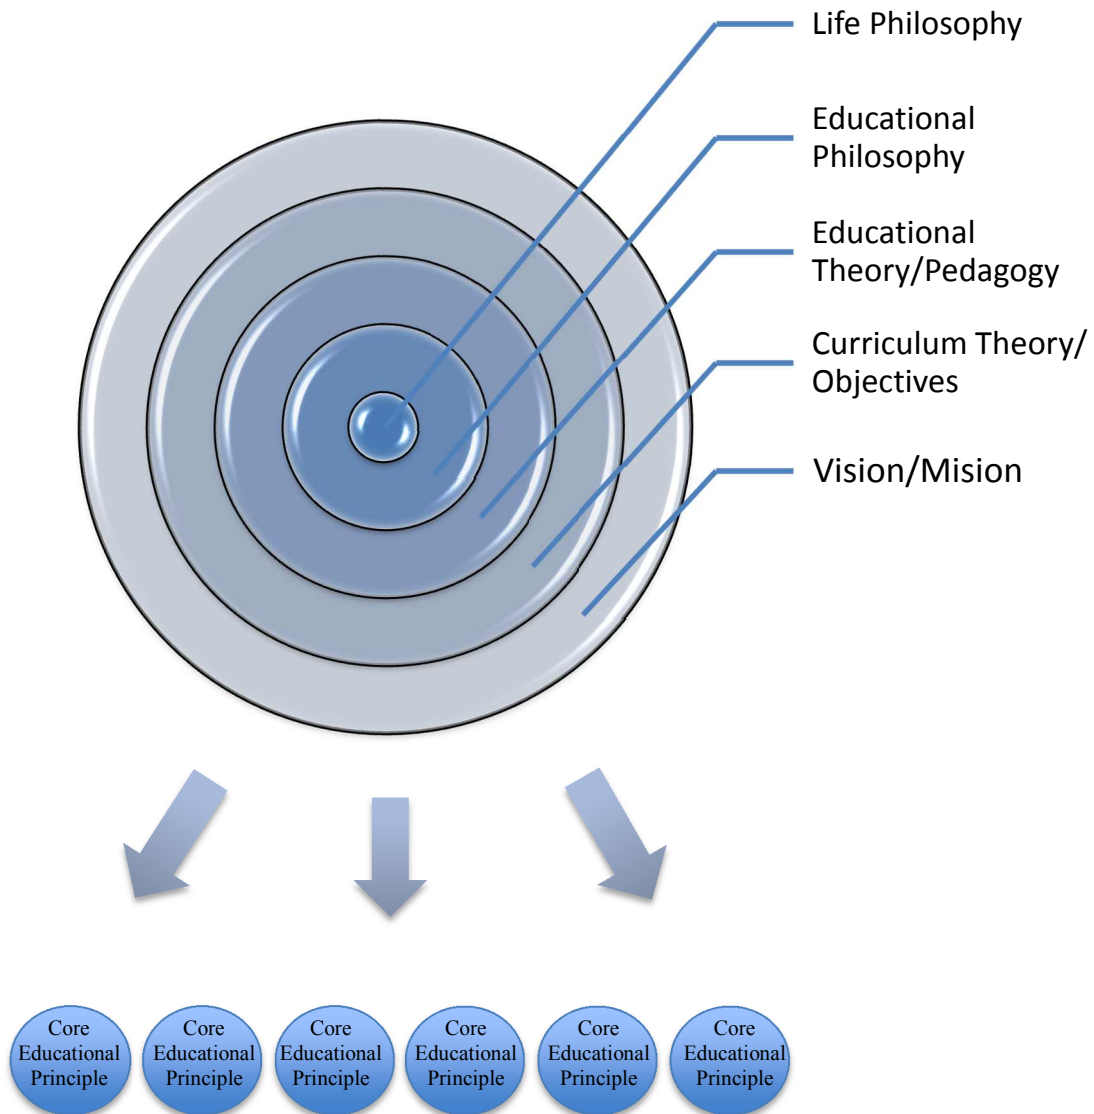 Life Philosophy
Educational
Philosophy
Educational
Theory/Pedagogy
Curriculum Theory/
Objectives
Vision/Mision
Core
Educational
Principle
Core
Educational
Principle
Core
Educational
Principle
Core
Educational
Principle
Core
Educational
Principle
Core
Educational
Principle